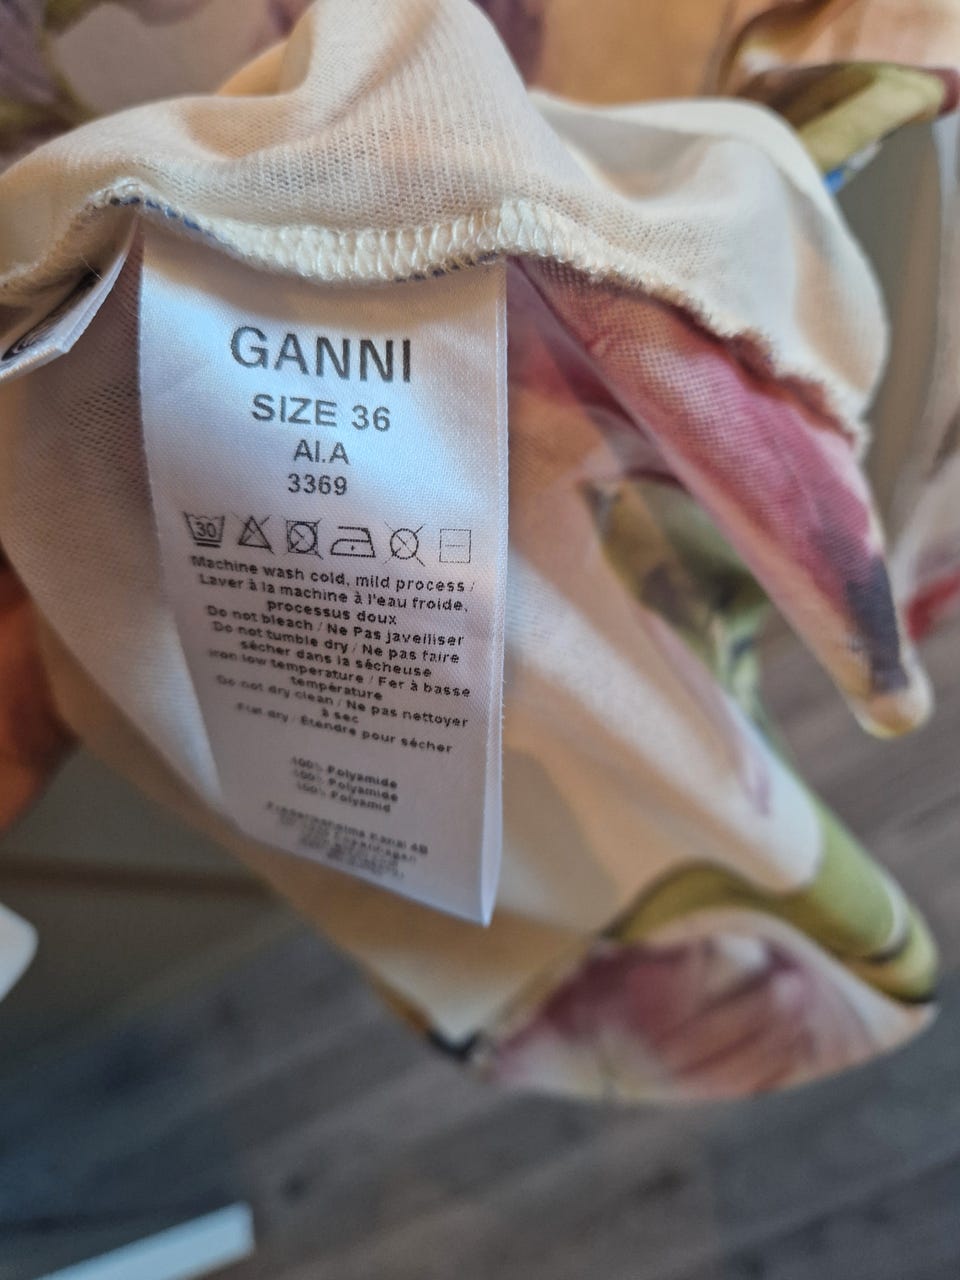 GANNI
SIZE 36
AI.A
3369
30
Machine wash cold, mild process /
Laver à la machine à l'eau froide,
processus doux
Do not bleach / Ne Pas javelliser
Do not tumble dry / Ne pas faire
sécher dans la sécheuse
Iron low temperature / Fer à basse
température
Do not dry clean / Ne pas nettoyer
à sec
Flat dry / Étendre pour sécher
100% Polyamide
100% Polyamide
100% Polyamid